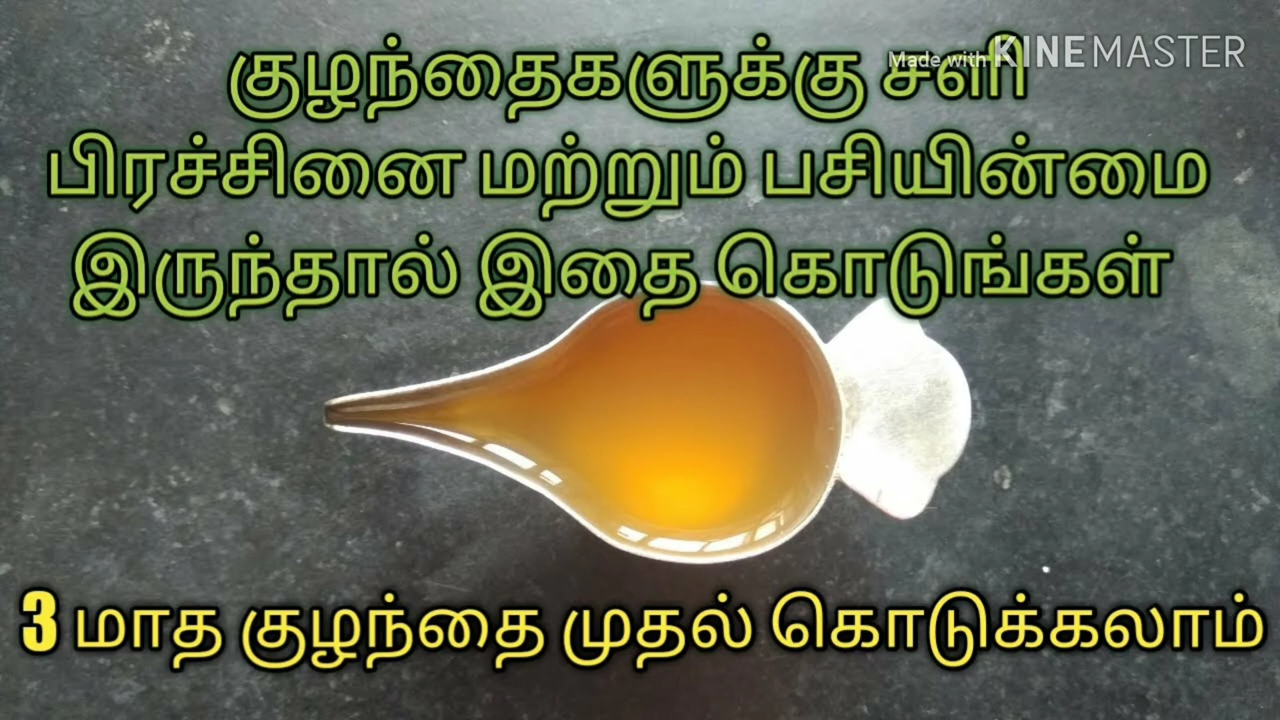 Made with KINEMASTER
குழந்தைகளுக்கு சளி
பிரச்சினை மற்றும் பசியின்மை
இருந்தால் இதை கொடுங்கள்
3 மாத குழந்தை முதல் கொடுக்கலாம்